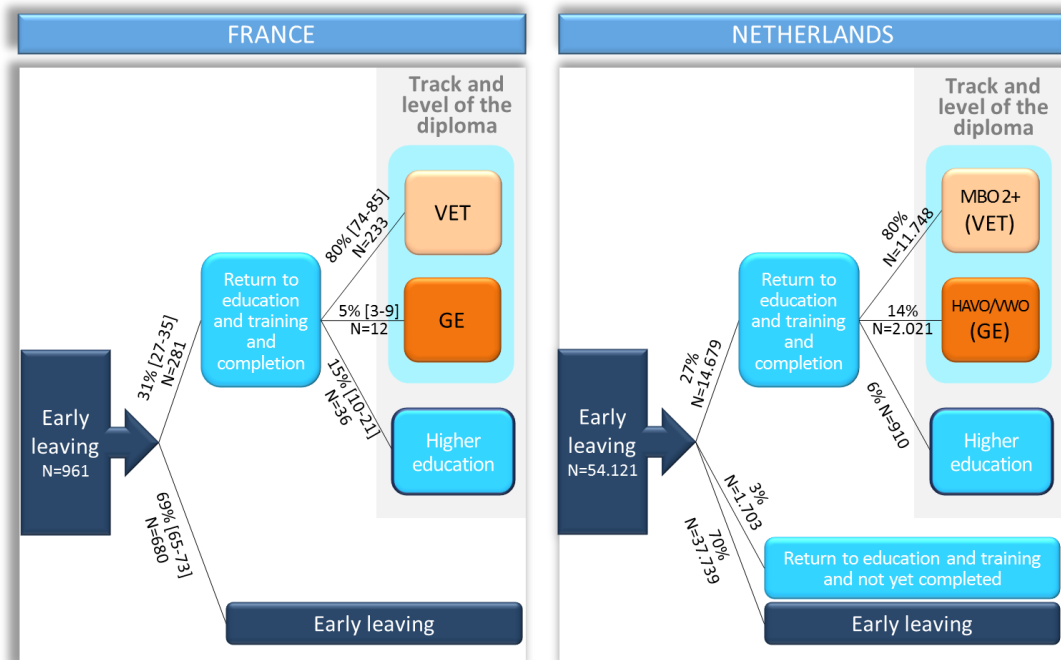 FRANCE
Track and
level of the
diploma
VET
80% [74-85]
N=233
Return to
education
and training
and
completion
5% [3-9]
N=12
GE
31% [27-35]
N=281
15% [10-21]
N=36
Early
leaving
N=961
Higher
education
69% [65-73]
N=680
Early leaving
NETHERLANDS
Track and
level of the
diploma
MBO 2+
(VET)
80%
N=11.748
Return to
education
and training
and
completion
14%
N=2.021
HAVO/VWO
(GE)
27%
N=14.679
6% N=910
Early
leaving
N=54.121
Higher
education
3%
N=1.703
70%
N=37.739
Return to education and training
and not yet completed
Early leaving